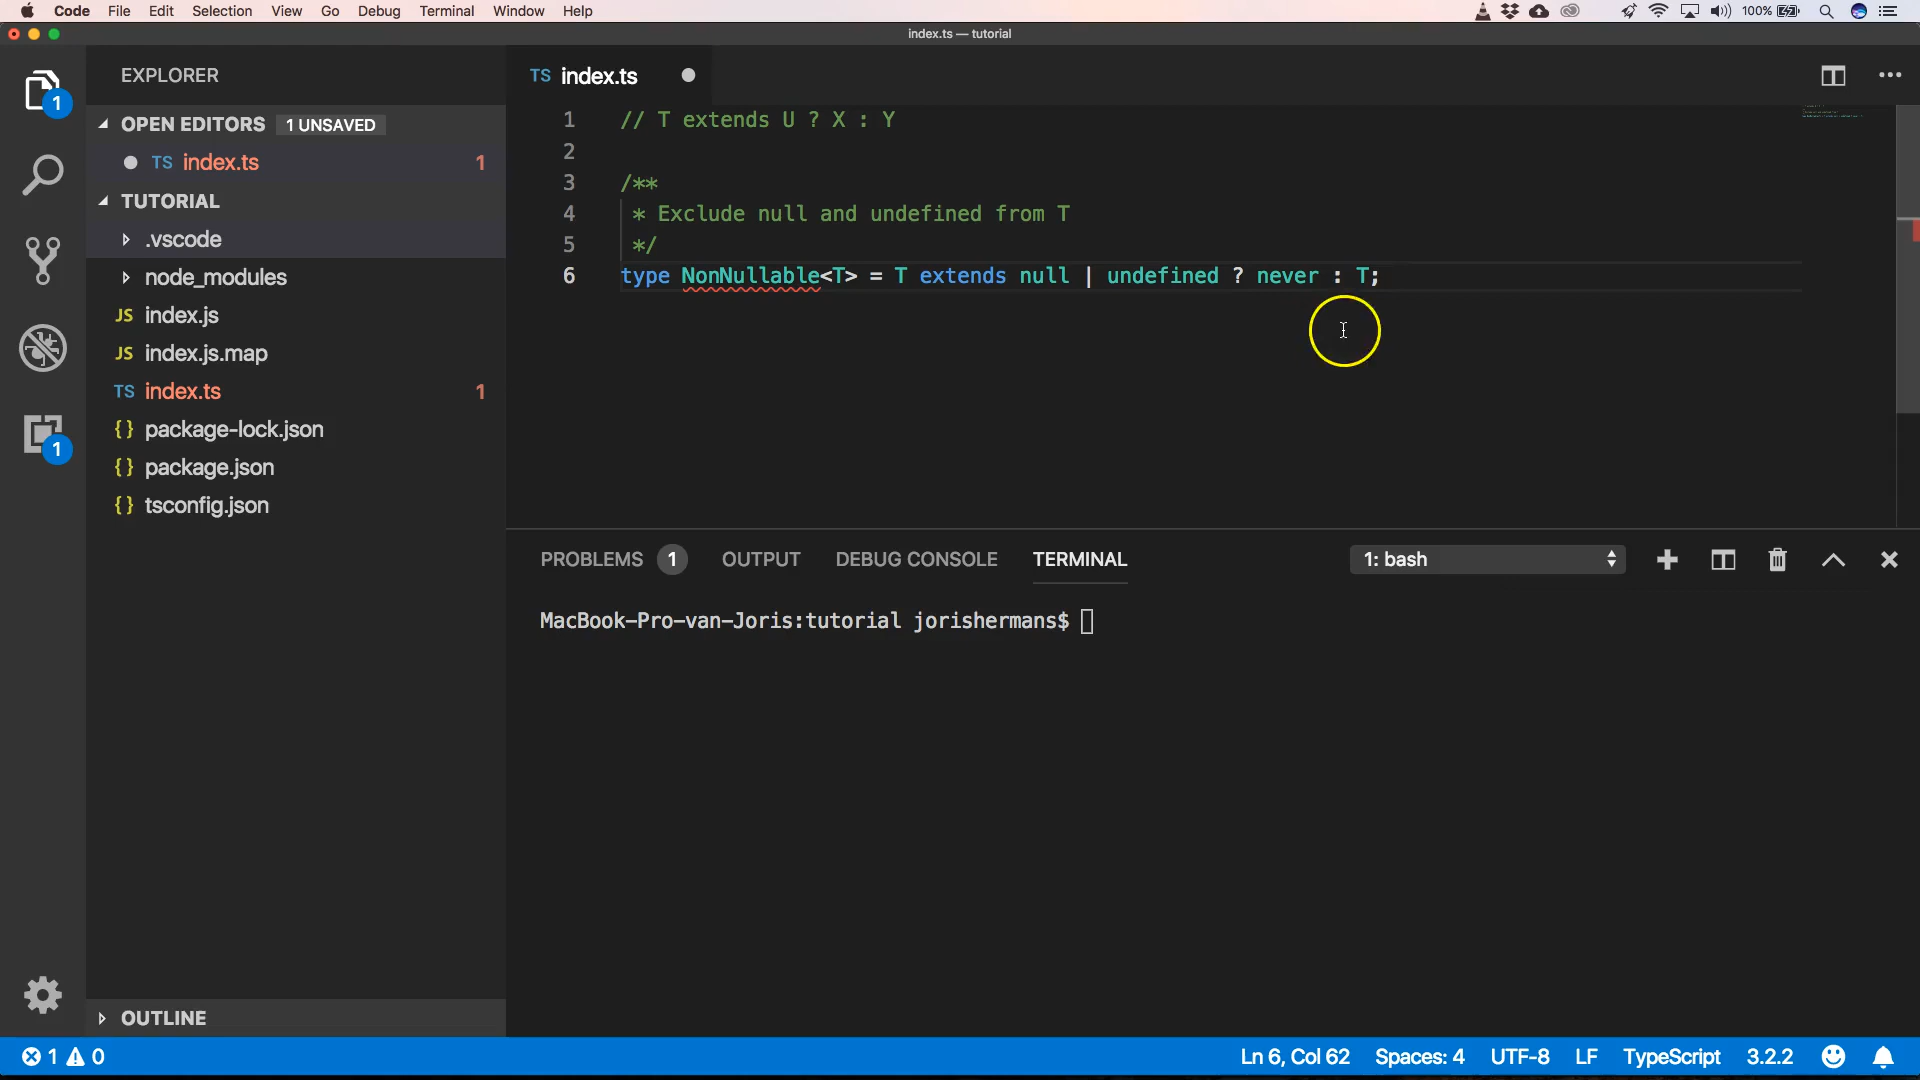 Code File Edit Selection View Go Debug Terminal Window Help 100%
index.ts — tutorial
EXPLORER
OPEN EDITORS 1 UNSAVED
TS index.ts 1
TUTORIAL
.vscode
node_modules
JS index.js
JS index.js.map
TS index.ts 1
{} package-lock.json
{} package.json
{} tsconfig.json
OUTLINE
1
1
TS index.ts
1 // T extends U ? X : Y
2
3 /**
4 * Exclude null and undefined from T
5 */
6 type NonNullable<T> = T extends null | undefined ? never : T;
PROBLEMS 1 OUTPUT DEBUG CONSOLE TERMINAL 1: bash
MacBook-Pro-van-Joris:tutorial jorishermans$
1 0 Ln 6, Col 62 Spaces: 4 UTF-8 LF TypeScript 3.2.2